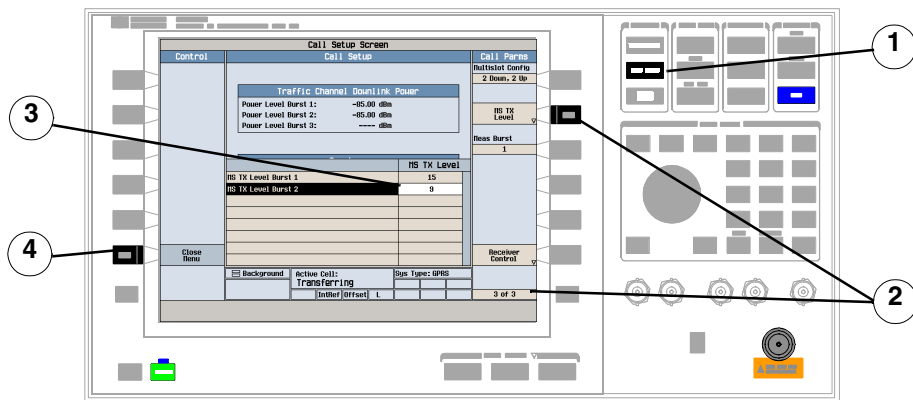 Call Setup Screen
Control
Call Setup
Call Parms
Multislot Config
2 Down, 2 Up
Traffic Channel Downlink Power
Power Level Burst 1: -85.00 dBm
Power Level Burst 2: -85.00 dBm
Power Level Burst 3: ---- dBm
MS TX
Level
Meas Burst
1
MS TX Level
MS TX Level Burst 1 15
MS TX Level Burst 2 9
Close
Menu
Receiver
Control
Background
Active Cell:
Transferring
Sys Type: GPRS
IntRef Offset L
3 of 3
1
2
3
4